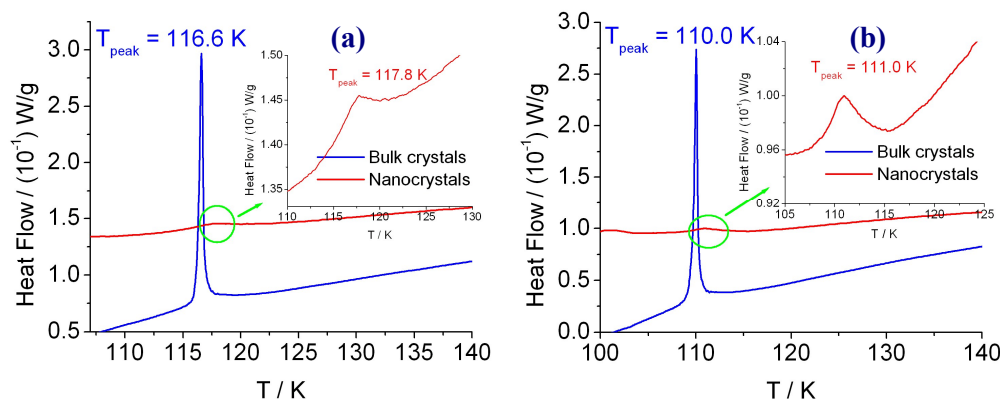 (a)
T_peak = 116.6 K
Heat Flow / (10⁻¹) W/g
3.0
2.5
2.0
1.5
1.0
0.5
110 115 120 125 130 135 140
T / K
T_peak = 117.8 K
Heat Flow / (10⁻¹) W/g
1.50
1.45
1.40
1.35
110 115 120 125 130
T / K
Bulk crystals
Nanocrystals
(b)
T_peak = 110.0 K
Heat Flow / (10⁻¹) W/g
3.0
2.5
2.0
1.5
1.0
0.5
0.0
100 110 120 130 140
T / K
T_peak = 111.0 K
Heat Flow / (10⁻¹) W/g
1.04
1.00
0.96
0.92
105 110 115 120 125
T / K
Bulk crystals
Nanocrystals